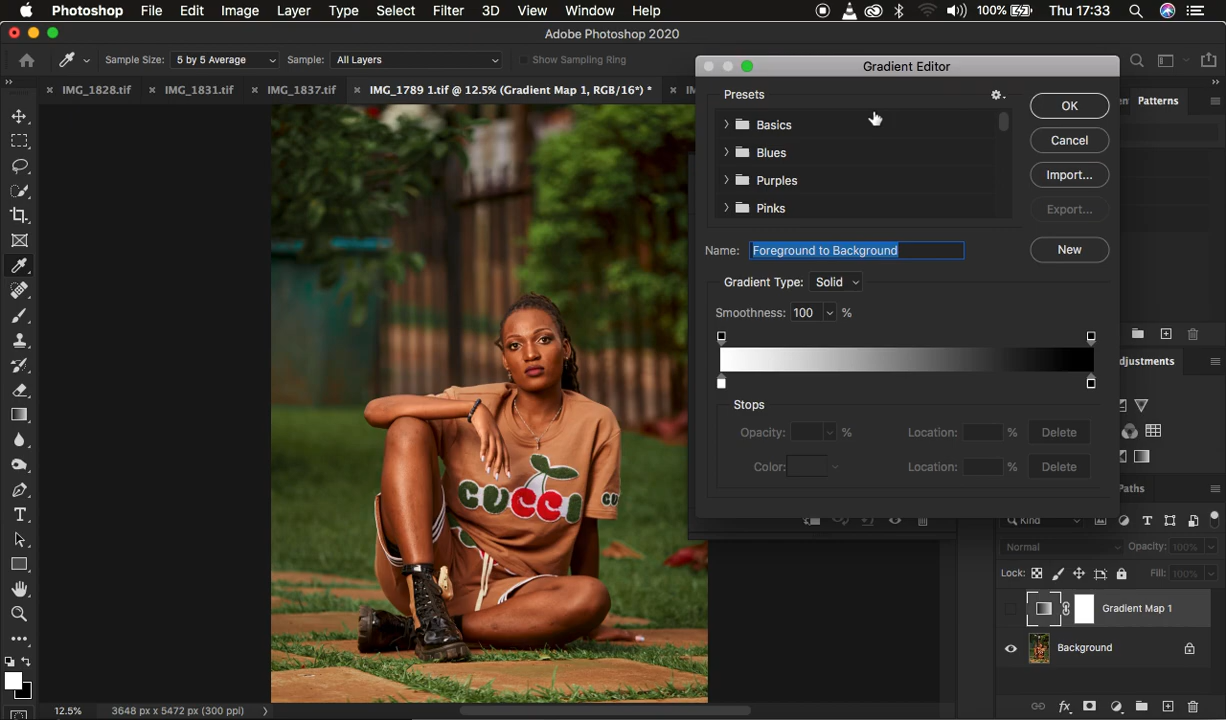 Photoshop File Edit Image Layer Type Select Filter 3D View Window Help 100% Thu 17:33
Adobe Photoshop 2020
Sample Size: 5 by 5 Average Sample: All Layers Show Sampling Ring
IMG_1828.tif IMG_1831.tif IMG_1837.tif IMG_1789 1.tif @ 12.5% (Gradient Map 1, RGB/16*) *
Gradient Editor
Presets
Basics
Blues
Purples
Pinks
OK
Cancel
Import...
Export...
New
Name: Foreground to Background
Gradient Type: Solid
Smoothness: 100 %
Stops
Opacity: % Location: % Delete
Color: Location: % Delete
Patterns
djustments
Paths
Kind
Normal Opacity: 100%
Lock: Fill: 100%
Gradient Map 1
Background
CUCCI
CU
12.5% 3648 px x 5472 px (300 ppi)